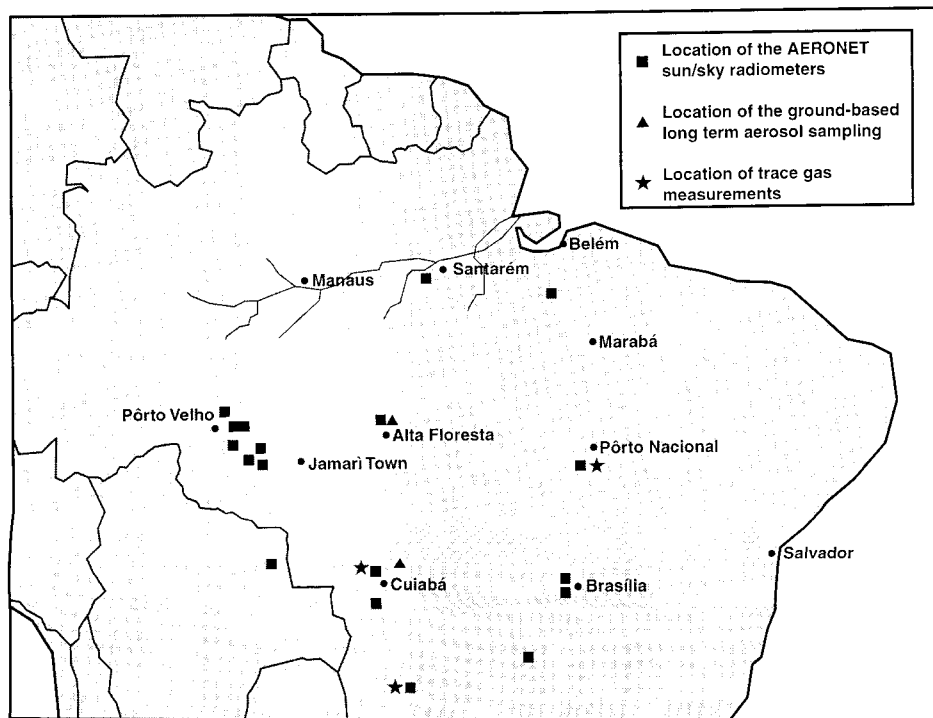 Location of the AERONET
sun/sky radiometers
Location of the ground-based
long term aerosol sampling
Location of trace gas
measurements
Belém
Santarém
Manaus
Marabá
Pôrto Velho
Alta Floresta
Pôrto Nacional
Jamari Town
Salvador
Cuiabá
Brasília